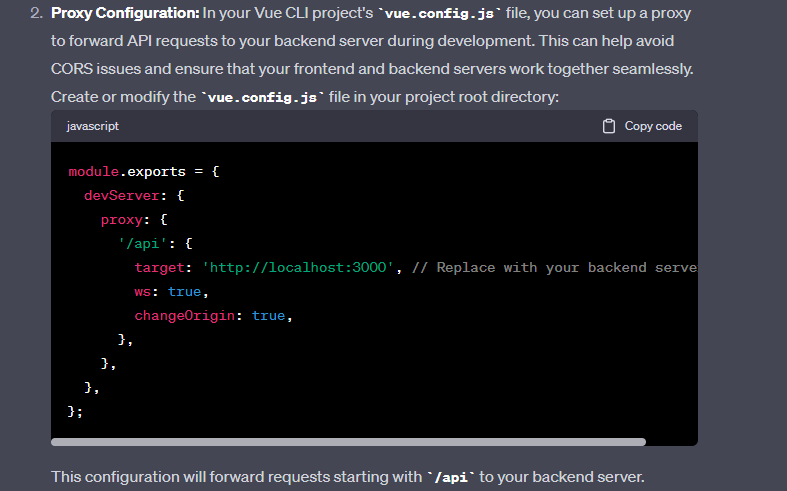 2. Proxy Configuration: In your Vue CLI project's `vue.config.js` file, you can set up a proxy
to forward API requests to your backend server during development. This can help avoid
CORS issues and ensure that your frontend and backend servers work together seamlessly.
Create or modify the `vue.config.js` file in your project root directory:
javascript Copy code
module.exports = {
  devServer: {
    proxy: {
      '/api': {
        target: 'http://localhost:3000', // Replace with your backend serve
        ws: true,
        changeOrigin: true,
      },
    },
  },
};
This configuration will forward requests starting with `/api` to your backend server.